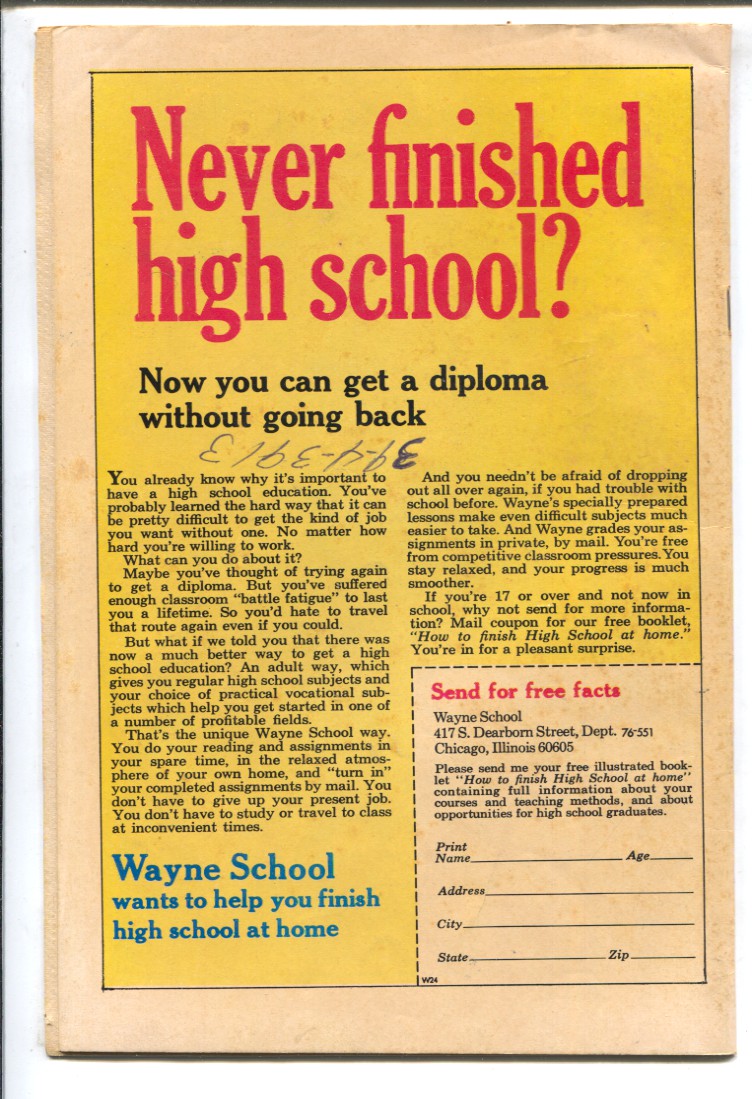 Never finished
high school?
Now you can get a diploma
without going back
You already know why it's important to
have a high school education. You've
probably learned the hard way that it can
be pretty difficult to get the kind of job
you want without one. No matter how
hard you're willing to work.
What can you do about it?
Maybe you've thought of trying again
to get a diploma. But you've suffered
enough classroom "battle fatigue" to last
you a lifetime. So you'd hate to travel
that route again even if you could.
But what if we told you that there was
now a much better way to get a high
school education? An adult way, which
gives you regular high school subjects and
your choice of practical vocational sub-
jects which help you get started in one of
a number of profitable fields.
That's the unique Wayne School way.
You do your reading and assignments in
your spare time, in the relaxed atmos-
phere of your own home, and "turn in"
your completed assignments by mail. You
don't have to give up your present job.
You don't have to study or travel to class
at inconvenient times.
Wayne School
wants to help you finish
high school at home
And you needn't be afraid of dropping
out all over again, if you had trouble with
school before. Wayne's specially prepared
lessons make even difficult subjects much
easier to take. And Wayne grades your as-
signments in private, by mail. You're free
from competitive classroom pressures. You
stay relaxed, and your progress is much
smoother.
If you're 17 or over and not now in
school, why not send for more informa-
tion? Mail coupon for our free booklet,
"How to finish High School at home."
You're in for a pleasant surprise.
Send for free facts
Wayne School
417 S. Dearborn Street, Dept. 76-551
Chicago, Illinois 60605
Please send me your free illustrated book-
let "How to finish High School at home"
containing full information about your
courses and teaching methods, and about
opportunities for high school graduates.
Print
Name Age
Address
City
State Zip
W24